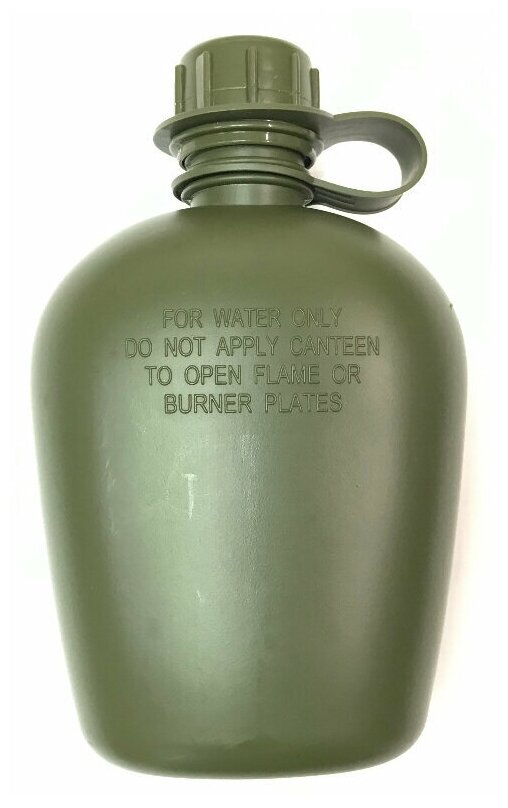 FOR WATER ONLY
DO NOT APPLY CANTEEN
TO OPEN FLAME OR
BURNER PLATES